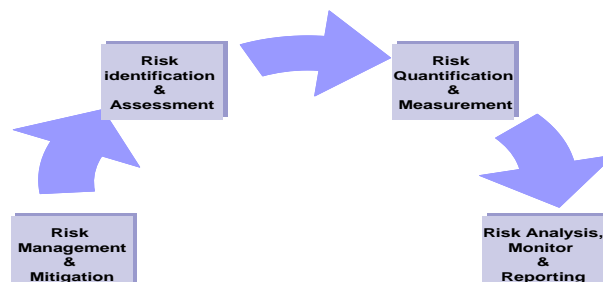 Risk
identification
&
Assessment
Risk
Quantification
&
Measurement
Risk
Management
&
Mitigation
Risk Analysis,
Monitor
&
Reporting